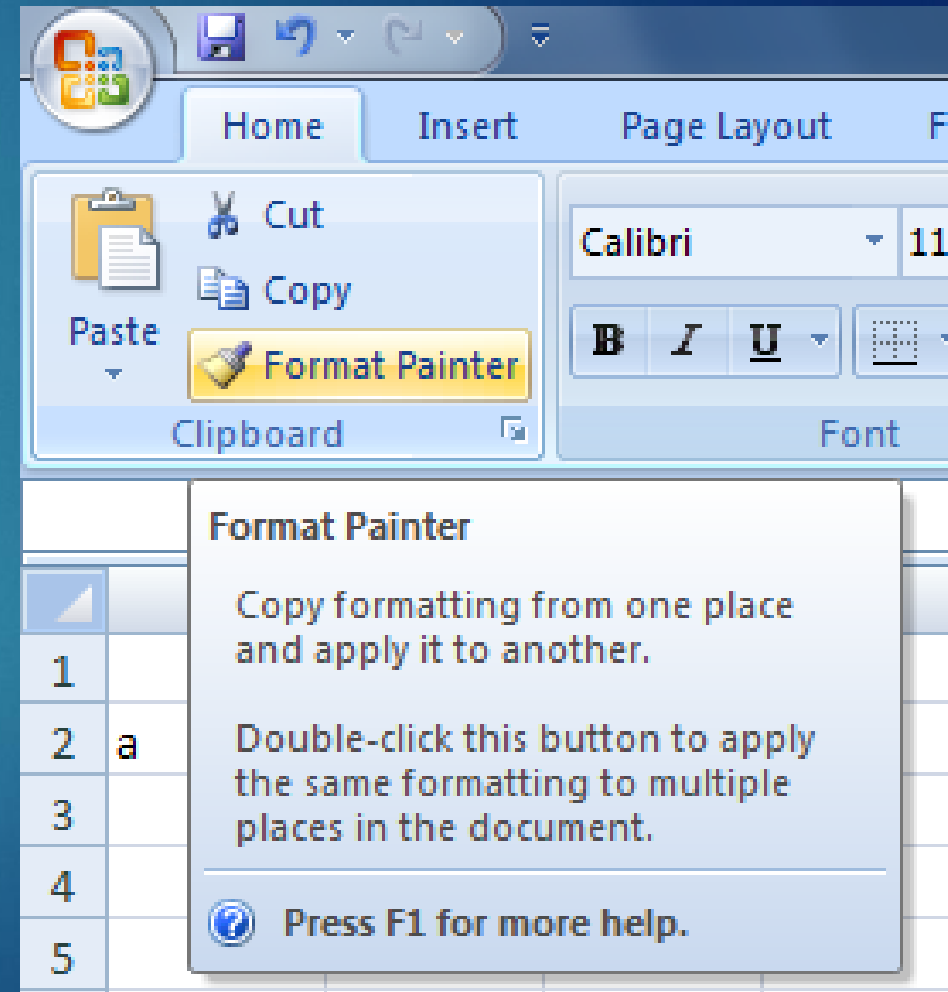 Home Insert Page Layout
Cut
Calibri 11
Copy
Paste
B I U
Format Painter
Clipboard Font
Format Painter
Copy formatting from one place
and apply it to another.
1
2 a
Double-click this button to apply
the same formatting to multiple
3
places in the document.
4
Press F1 for more help.
5